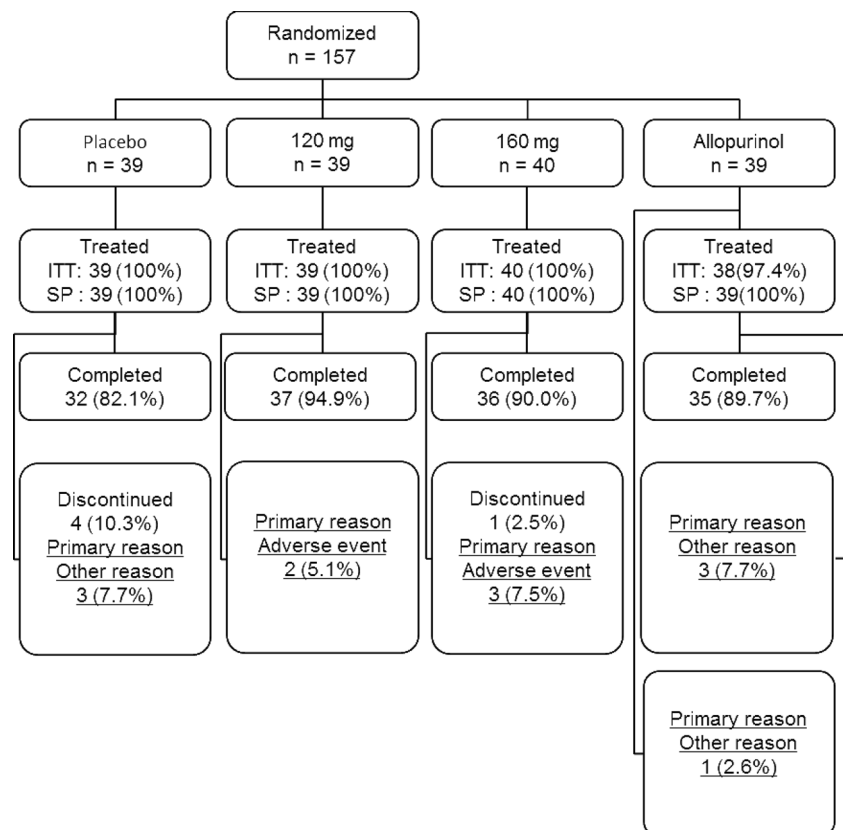 Randomized
n = 157
Placebo
n = 39
120 mg
n = 39
160 mg
n = 40
Allopurinol
n = 39
Treated
ITT: 39 (100%)
SP : 39 (100%)
Treated
ITT: 39 (100%)
SP : 39 (100%)
Treated
ITT: 40 (100%)
SP : 40 (100%)
Treated
ITT: 38(97.4%)
SP : 39(100%)
Completed
32 (82.1%)
Completed
37 (94.9%)
Completed
36 (90.0%)
Completed
35 (89.7%)
Discontinued
4 (10.3%)
Primary reason
Other reason
3 (7.7%)
Primary reason
Adverse event
2 (5.1%)
Discontinued
1 (2.5%)
Primary reason
Adverse event
3 (7.5%)
Primary reason
Other reason
3 (7.7%)
Primary reason
Other reason
1 (2.6%)